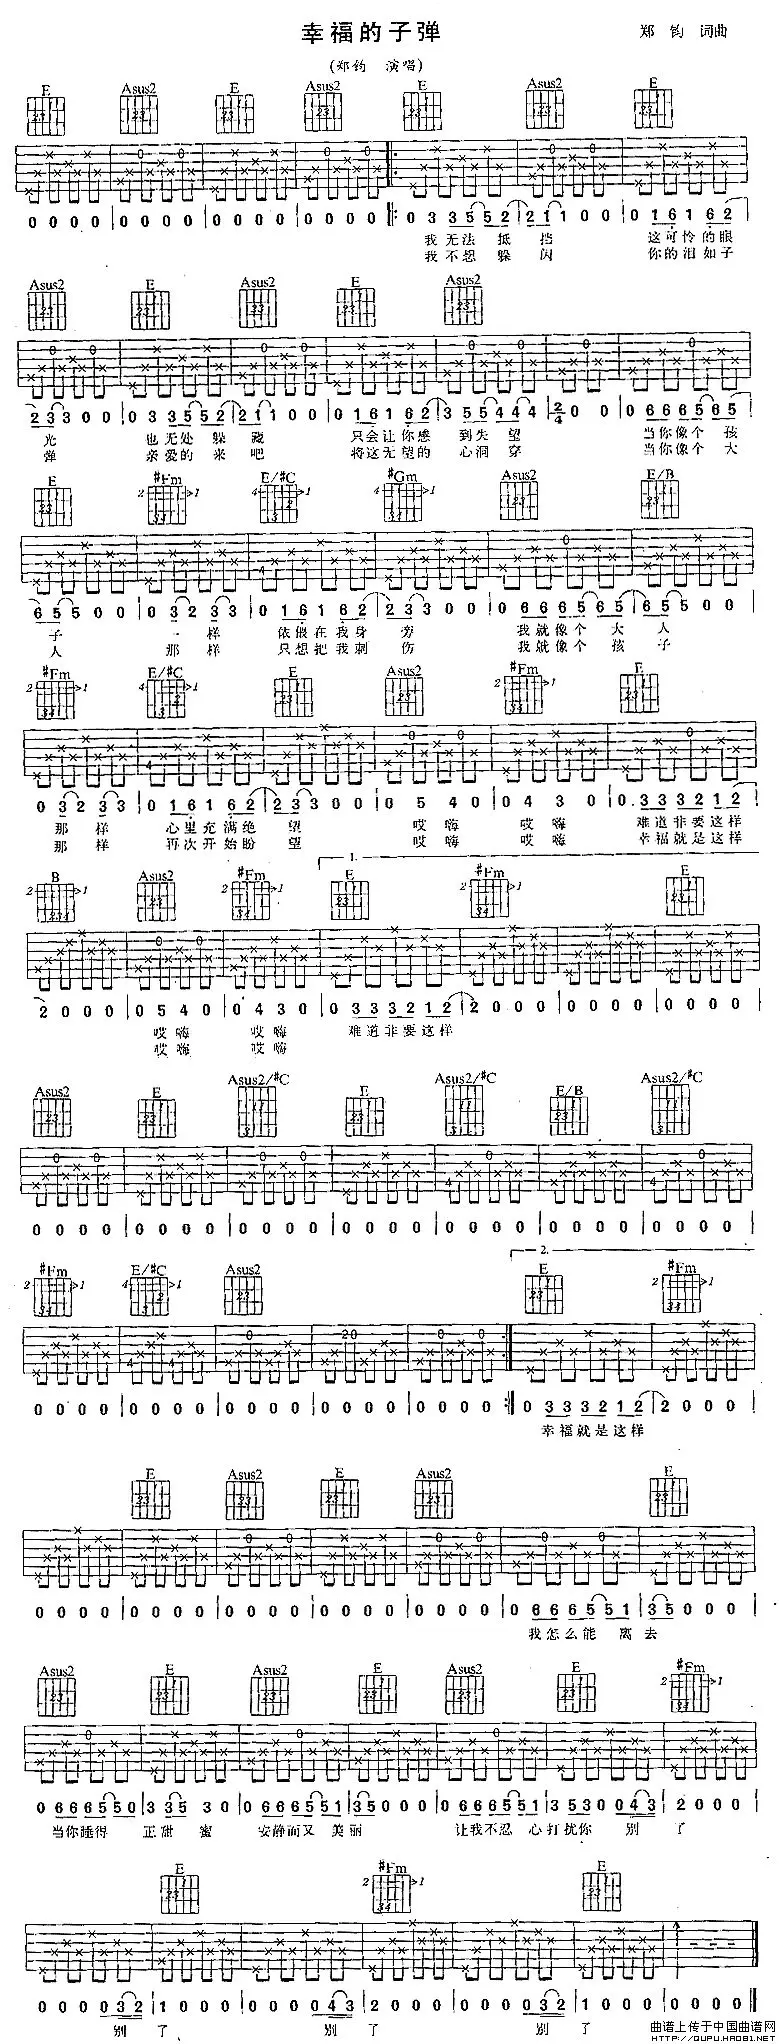 幸福的子弹
郑 钧 词曲
(郑钧 演唱)
E Asus2 E Asus2 E Asus2 E
0 0 0 0 | 0 0 0 0 | 0 0 0 0 | 0 0 0 0 ‖: 0 3 3 5 5 2 | 2 1 1 0 0 | 0 1 6 1 6 2
我 无 法 抵 挡 这 可 怜 的 眼
我 不 想 躲 闪 你 的 泪 如 子
Asus2 E Asus2 E Asus2
2 3 3 0 0 | 0 3 3 5 5 2 | 2 1 1 0 0 | 0 1 6 1 6 2 | 3 5 5 4 4 4 | 2/4 0 0 | 0 6 6 6 5 6 5
光 也 无 处 躲 藏 只 会 让 你 感 到 失 望 当 你 像 个 孩
弹 亲 爱 的 来 吧 将 这 无 望 的 心 洞 穿 当 你 像 个 大
E #Fm E/#C #Gm Asus2 E/B
6 5 5 0 0 | 0 3 2 3 3 | 0 1 6 1 6 2 | 2 3 3 0 0 | 0 6 6 6 5 6 5 | 6 5 5 0 0
子 一 样 依 偎 在 我 身 旁 我 就 像 个 大 人
人 那 样 只 想 把 我 刺 伤 我 就 像 个 孩 子
#Fm E/#C E Asus2 #Fm E
0 3 2 3 3 | 0 1 6 1 6 2 | 2 3 3 0 0 | 0 5 4 0 | 0 4 3 0 | 0 3 3 3 2 1 2
那 样 心 里 充 满 绝 望 哎 嗨 哎 嗨 难 道 非 要 这 样
那 样 再 次 开 始 盼 望 哎 嗨 哎 嗨 幸 福 就 是 这 样
1.
B Asus2 #Fm E #Fm E
2 0 0 0 | 0 5 4 0 | 0 4 3 0 | 0 3 3 3 2 1 2 | 2 0 0 0 | 0 0 0 0 | 0 0 0 0
哎 嗨 哎 嗨 难 道 非 要 这 样
哎 嗨 哎 嗨
Asus2 E Asus2/#C E Asus2/#C E/B Asus2/#C
0 0 0 0 | 0 0 0 0 | 0 0 0 0 | 0 0 0 0 | 0 0 0 0 | 0 0 0 0 | 0 0 0 0
2.
#Fm E/#C Asus2 E #Fm
0 0 0 0 | 0 0 0 0 | 0 0 0 0 | 0 0 0 0 | 0 0 0 0 :‖ 0 3 3 3 2 1 2 | 2 0 0 0
幸 福 就 是 这 样
E Asus2 E Asus2 E
0 0 0 0 | 0 0 0 0 | 0 0 0 0 | 0 0 0 0 | 0 0 0 0 | 0 6 6 6 5 5 1 | 3 5 0 0 0
我 怎 么 能 离 去
Asus2 E Asus2 E Asus2 E #Fm
0 6 6 6 5 5 0 | 3 3 5 3 0 | 0 6 6 6 5 5 1 | 3 5 0 0 0 | 0 6 6 6 5 5 1 | 3 5 3 0 0 4 3 | 2 0 0 0
当 你 睡 得 正 甜 蜜 安 静 而 又 美 丽 让 我 不 忍 心 打 扰 你 别 了
E #Fm E
0 0 0 0 3 2 | 1 0 0 0 | 0 0 0 4 3 | 2 0 0 0 | 0 0 0 3 2 | 1 0 0 0
别 了 别 了 别 了
曲谱上传于中国曲谱网
HTTP://QUPU.HAO81.NET